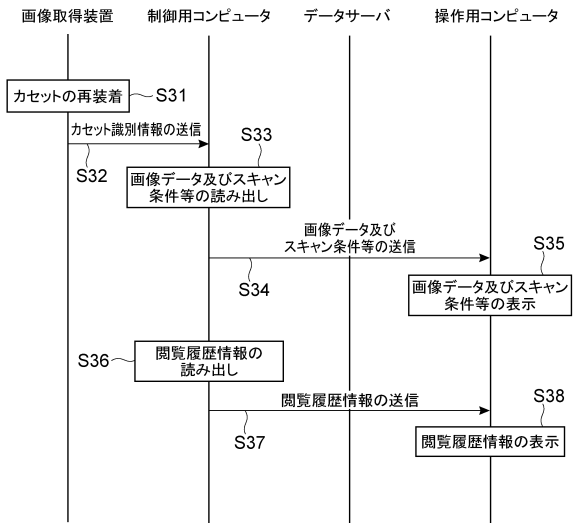 画像取得装置
制御用コンピュータ
データサーバ
操作用コンピュータ
カセットの再装着
S31
カセット識別情報の送信
S32
S33
画像データ及びスキャン
条件等の読み出し
画像データ及び
スキャン条件等の送信
S34
S35
画像データ及びスキャン
条件等の表示
S36
閲覧履歴情報の
読み出し
閲覧履歴情報の送信
S37
S38
閲覧履歴情報の表示